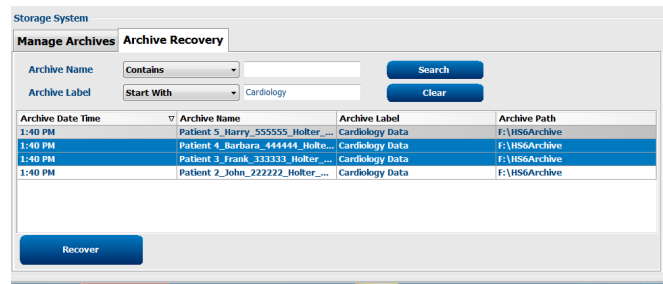 Storage System
Manage Archives Archive Recovery
Archive Name Contains Search
Archive Label Start With Cardiology Clear
Archive Date Time Archive Name Archive Label Archive Path
1:40 PM Patient 5_Harry_555555_Holter_... Cardiology Data F:\HS6Archive
1:40 PM Patient 4_Barbara_444444_Holte... Cardiology Data F:\HS6Archive
1:40 PM Patient 3_Frank_333333_Holter_... Cardiology Data F:\HS6Archive
1:40 PM Patient 2_John_222222_Holter_... Cardiology Data F:\HS6Archive
Recover